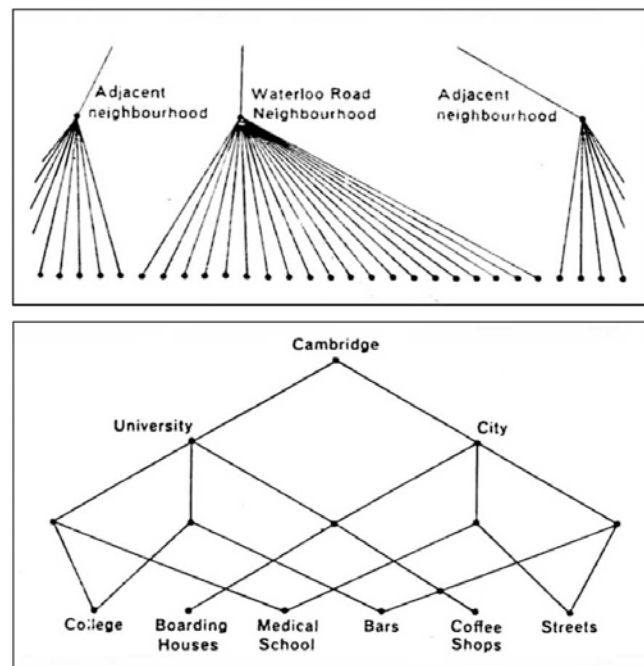 Adjacent
neighbourhood
Waterloo Road
Neighbourhood
Adjacent
neighbourhood
Cambridge
University
City
College
Boarding
Houses
Medical
School
Bars
Coffee
Shops
Streets